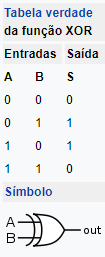 Tabela verdade
da função XOR
Entradas Saída
A B S
0 0 0
0 1 1
1 0 1
1 1 0
Símbolo
A
B
out